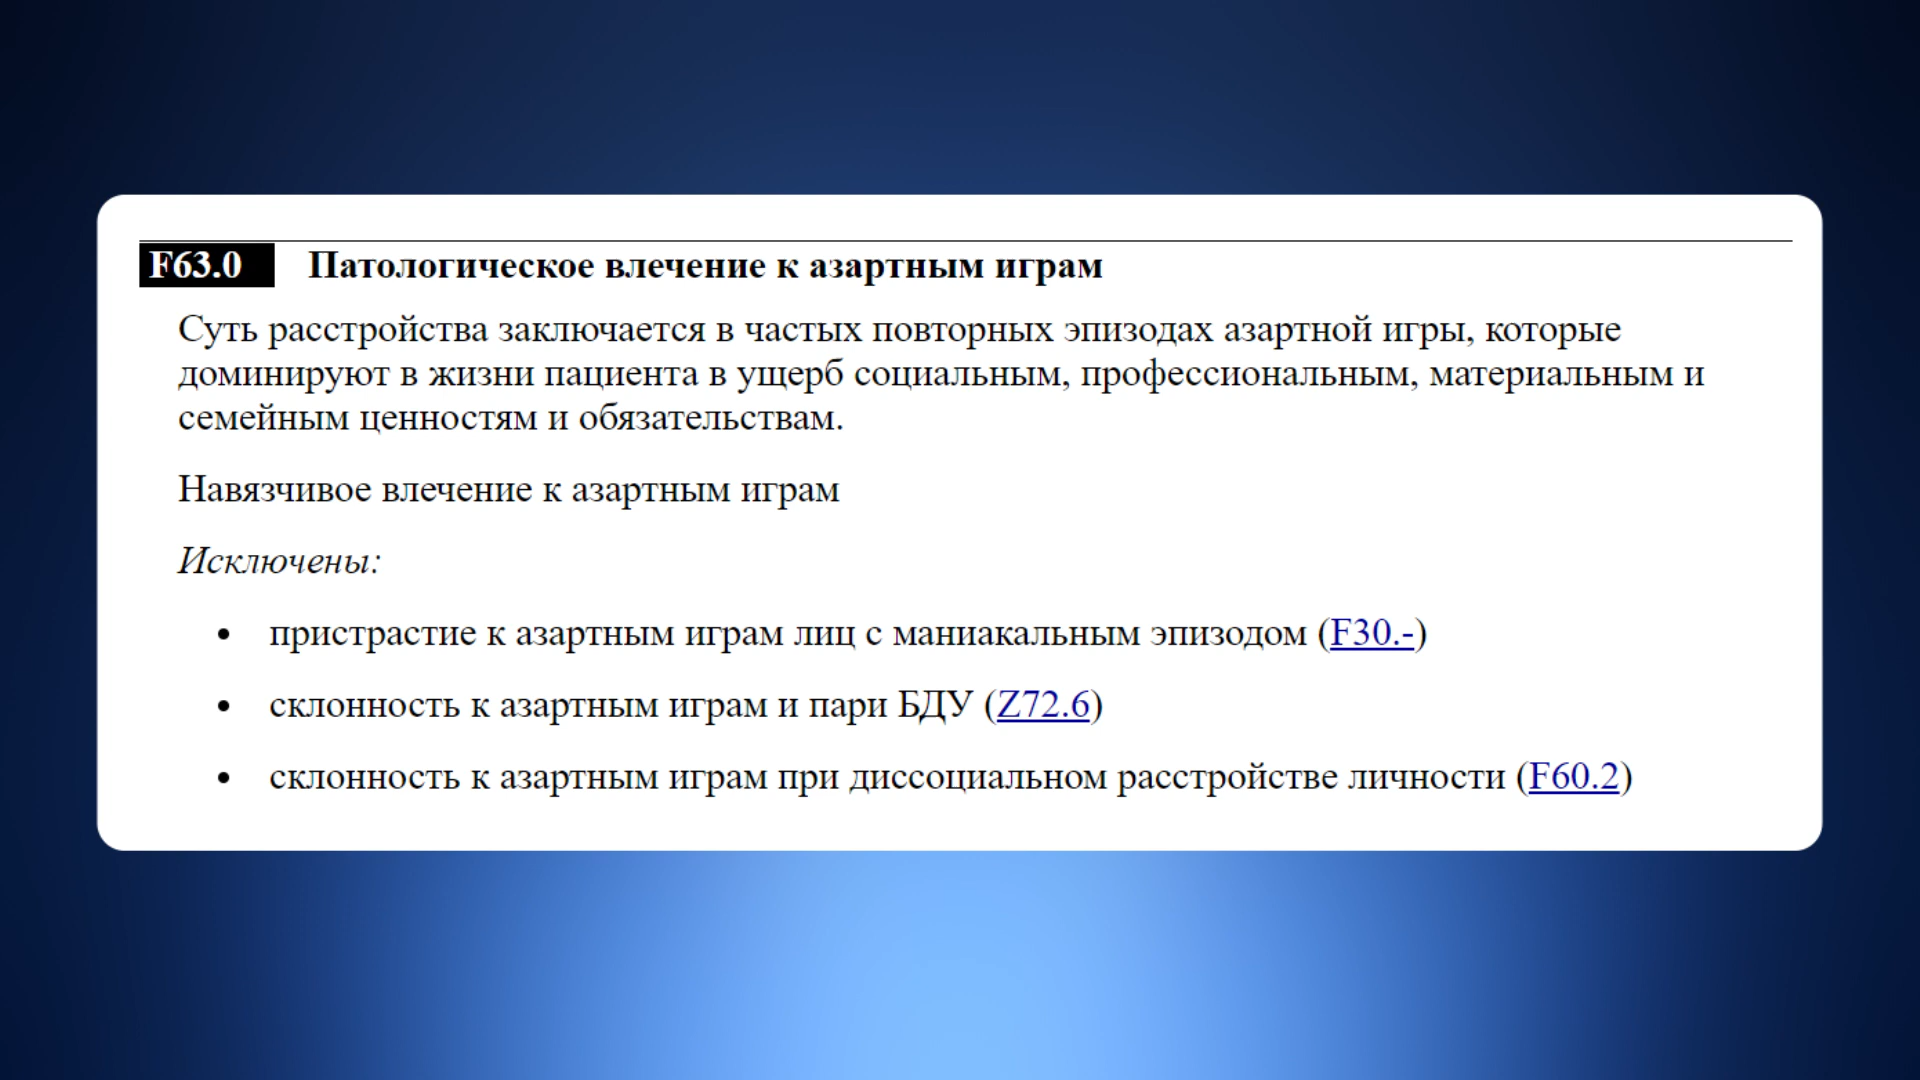 F63.0 Патологическое влечение к азартным играм
Суть расстройства заключается в частых повторных эпизодах азартной игры, которые
доминируют в жизни пациента в ущерб социальным, профессиональным, материальным и
семейным ценностям и обязательствам.
Навязчивое влечение к азартным играм
Исключены:
• пристрастие к азартным играм лиц с маниакальным эпизодом (F30.-)
• склонность к азартным играм и пари БДУ (Z72.6)
• склонность к азартным играм при диссоциальном расстройстве личности (F60.2)